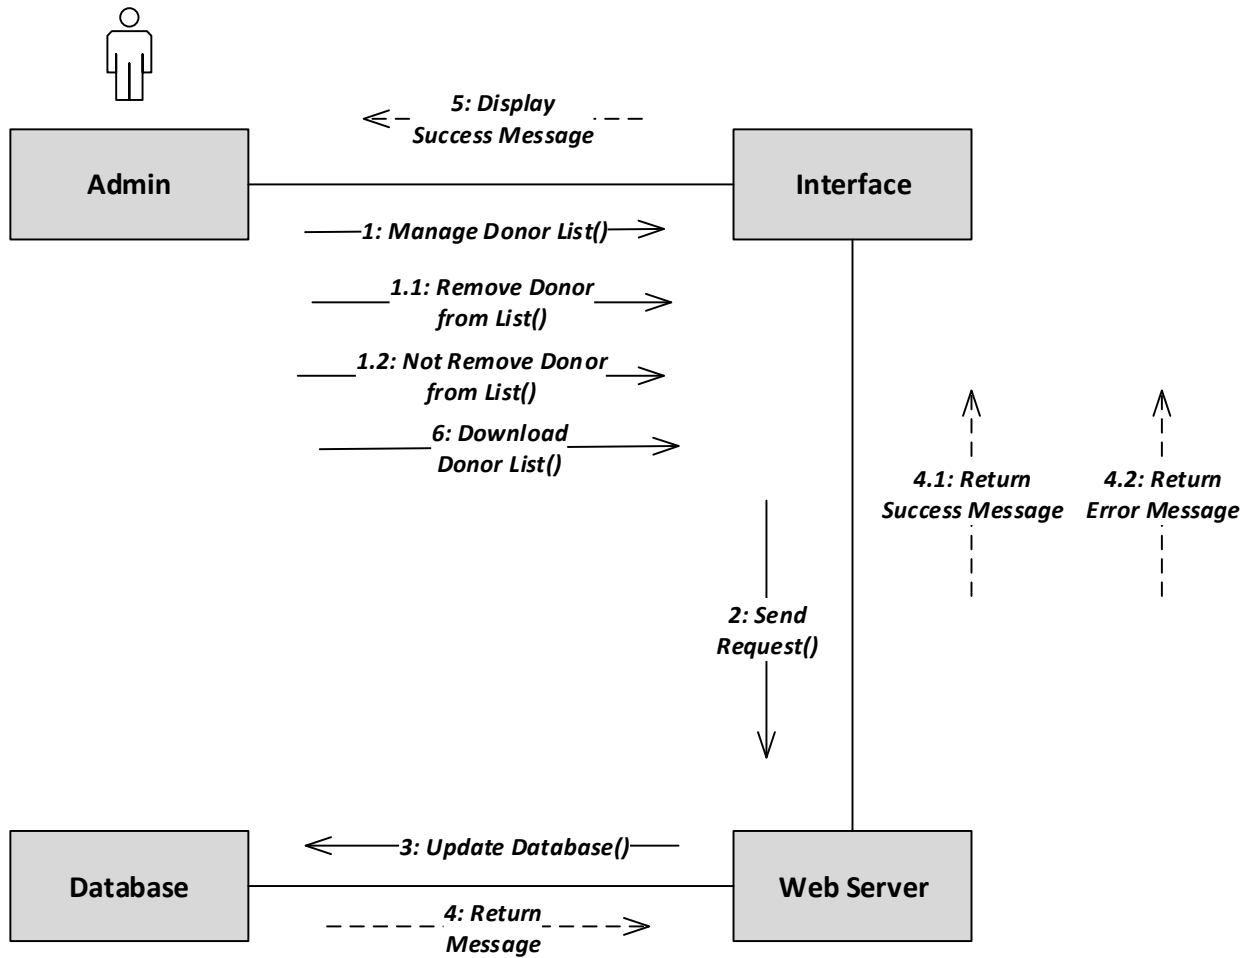 5: Display
Success Message
Admin
Interface
1: Manage Donor List()
1.1: Remove Donor
from List()
1.2: Not Remove Donor
from List()
6: Download
Donor List()
4.1: Return
Success Message
4.2: Return
Error Message
2: Send
Request()
3: Update Database()
Database
Web Server
4: Return
Message